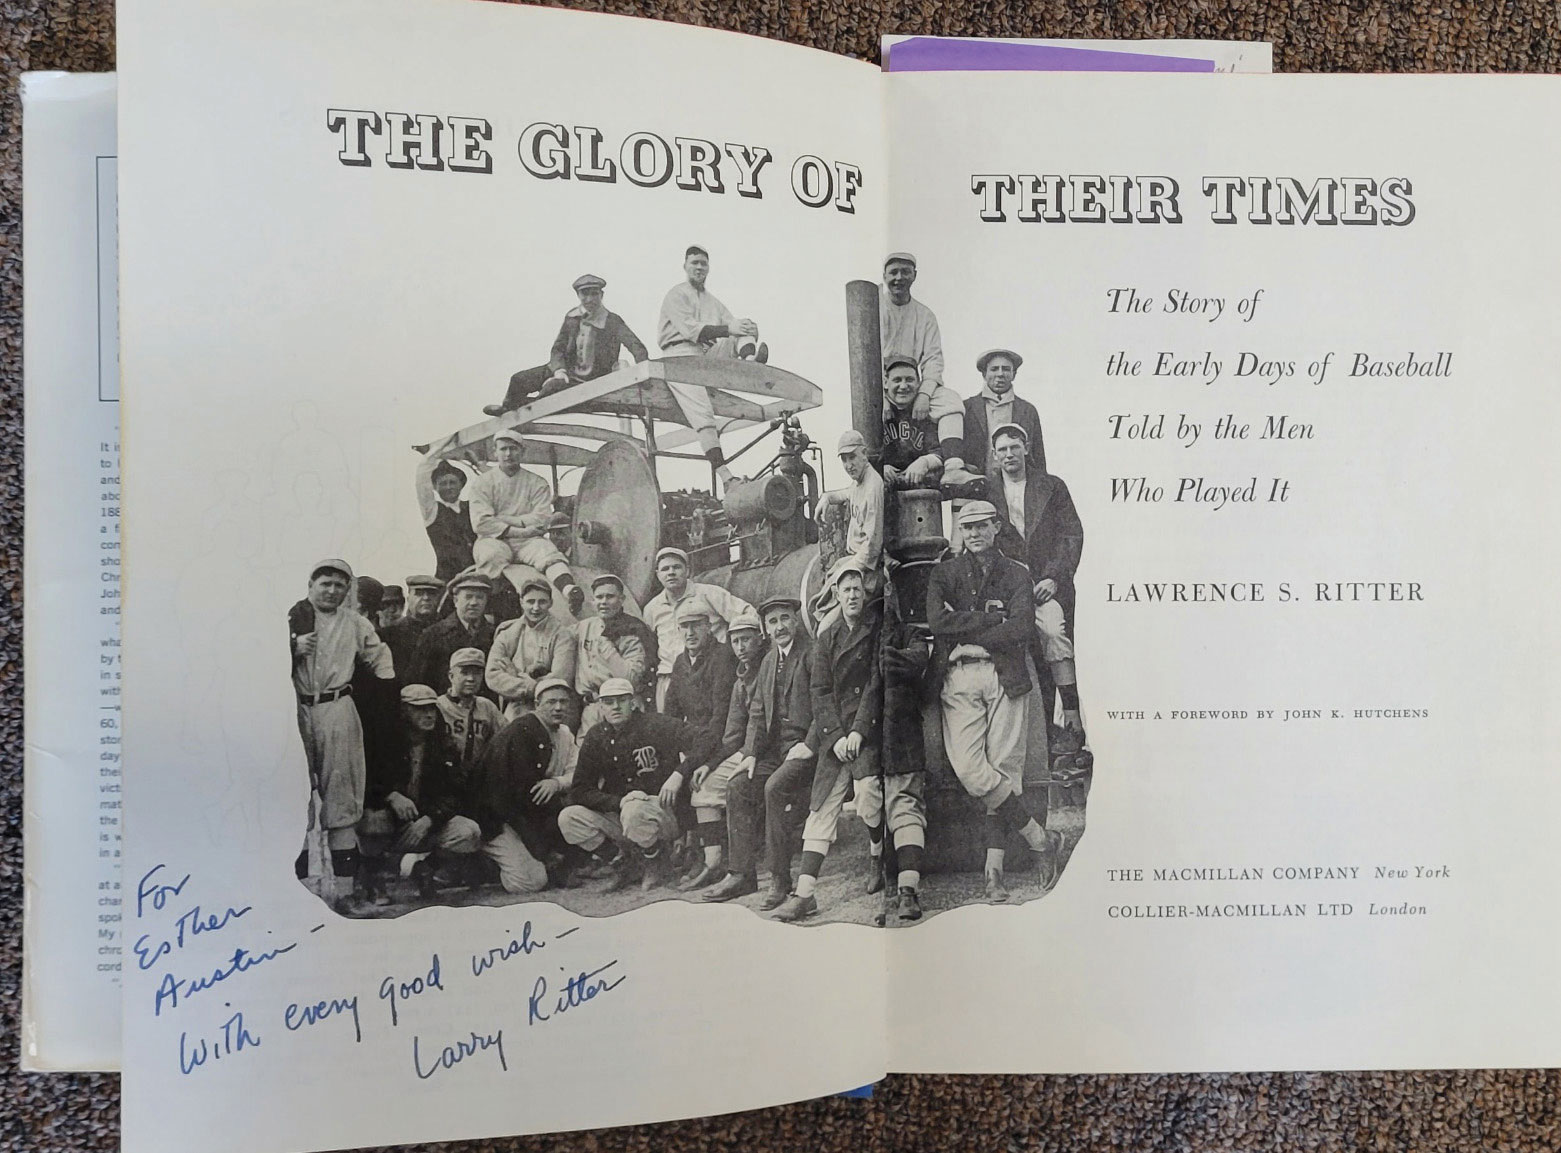 THE GLORY OF THEIR TIMES
The Story of
the Early Days of Baseball
Told by the Men
Who Played It
LAWRENCE S. RITTER
WITH A FOREWORD BY JOHN K. HUTCHENS
THE MACMILLAN COMPANY New York
COLLIER-MACMILLAN LTD London
For
Esther
Austin –
With every good wish –
Larry Ritter